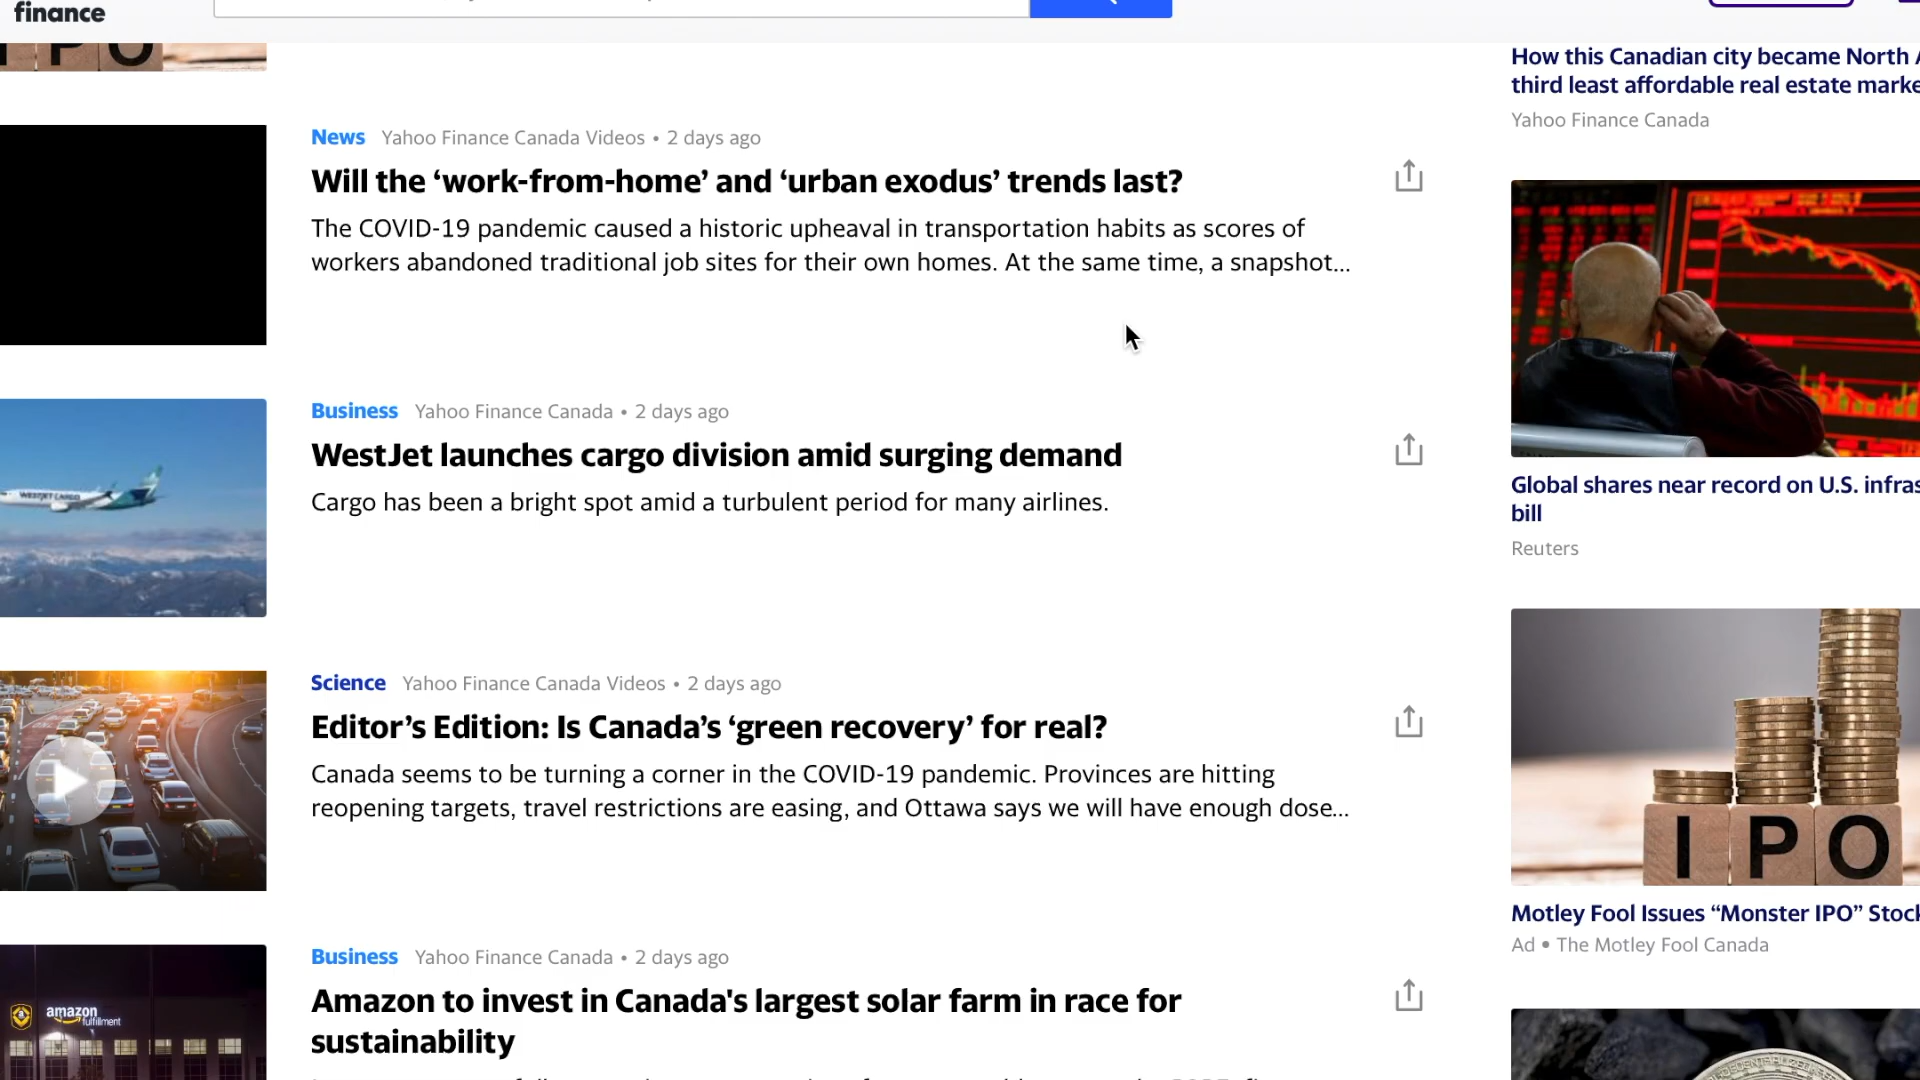 finance
IPO
News Yahoo Finance Canada Videos • 2 days ago
Will the ‘work-from-home’ and ‘urban exodus’ trends last?
The COVID-19 pandemic caused a historic upheaval in transportation habits as scores of
workers abandoned traditional job sites for their own homes. At the same time, a snapshot...
Business Yahoo Finance Canada • 2 days ago
WestJet launches cargo division amid surging demand
Cargo has been a bright spot amid a turbulent period for many airlines.
WESTJET CARGO
Science Yahoo Finance Canada Videos • 2 days ago
Editor’s Edition: Is Canada’s ‘green recovery’ for real?
Canada seems to be turning a corner in the COVID-19 pandemic. Provinces are hitting
reopening targets, travel restrictions are easing, and Ottawa says we will have enough dose...
Business Yahoo Finance Canada • 2 days ago
Amazon to invest in Canada's largest solar farm in race for
sustainability
amazon
fulfillment
How this Canadian city became North
third least affordable real estate marke
Yahoo Finance Canada
Global shares near record on U.S. infras
bill
Reuters
IPO
Motley Fool Issues “Monster IPO” Stock
Ad • The Motley Fool Canada